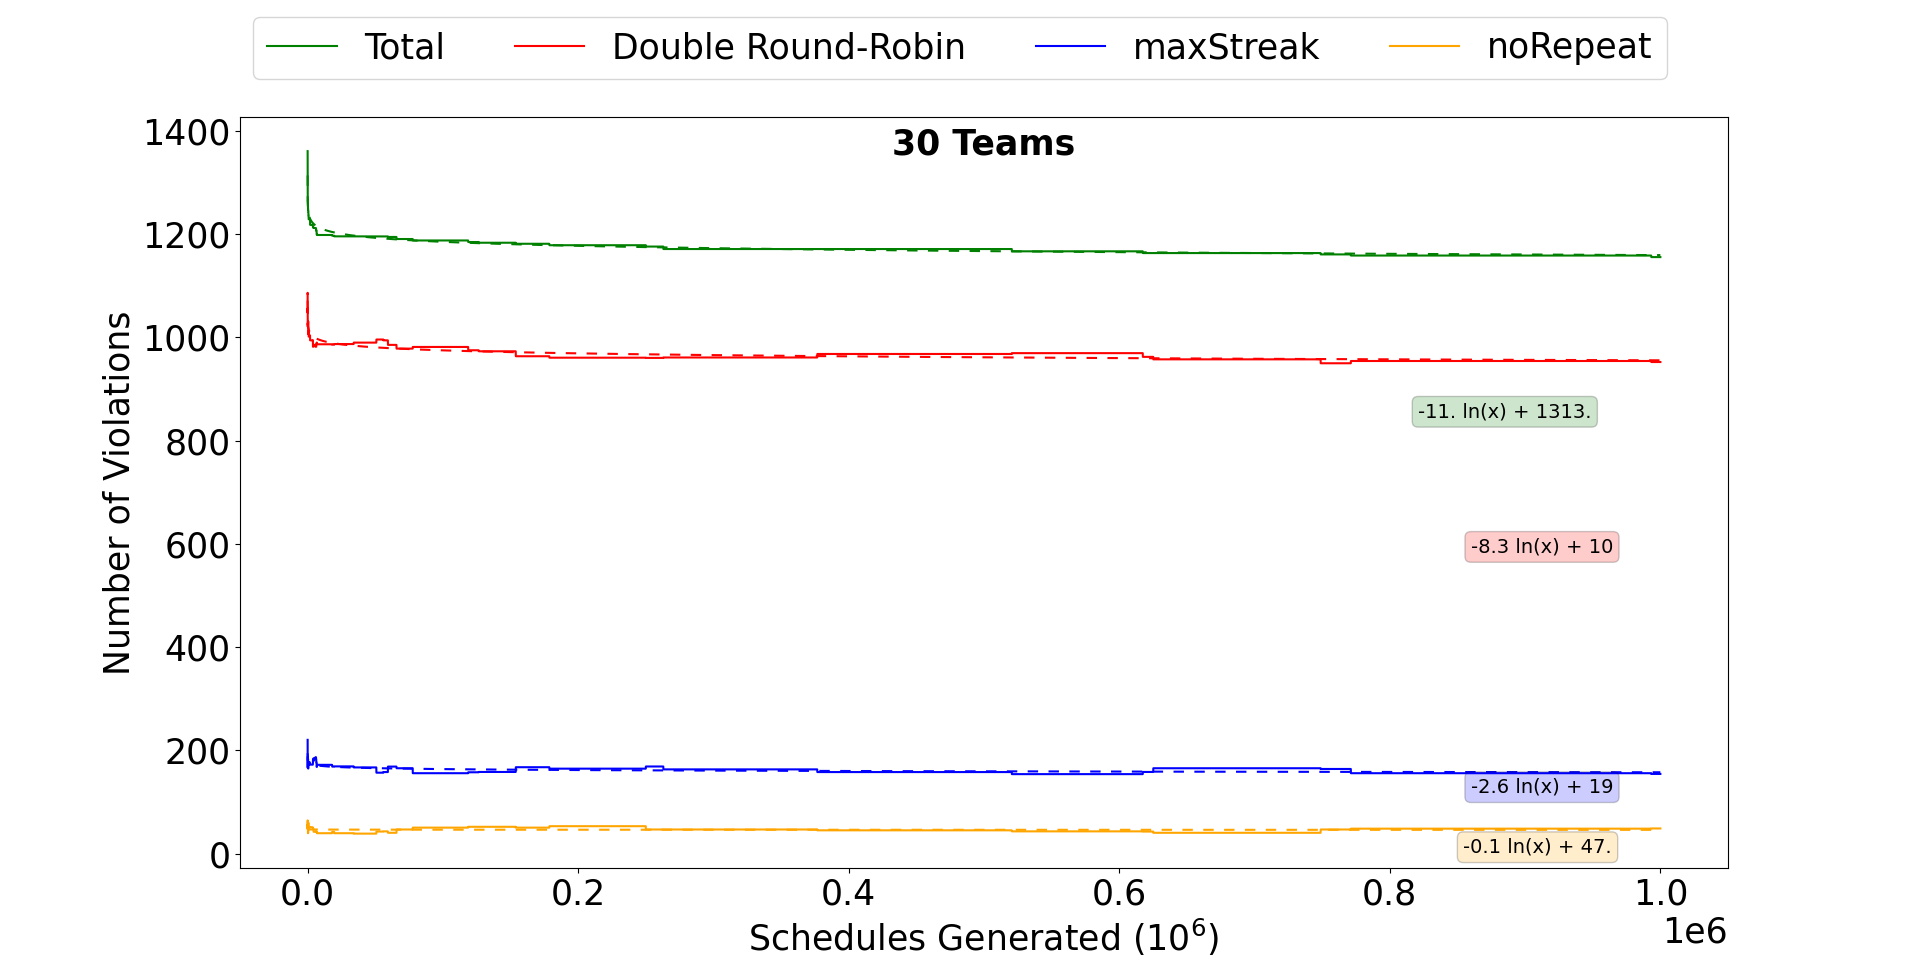 Total Double Round-Robin maxStreak noRepeat
30 Teams
1400
1200
1000
800
600
400
200
0
Number of Violations
-11. ln(x) + 1313.
-8.3 ln(x) + 10
-2.6 ln(x) + 19
-0.1 ln(x) + 47.
0.0 0.2 0.4 0.6 0.8 1.0
1e6
Schedules Generated (10⁶)